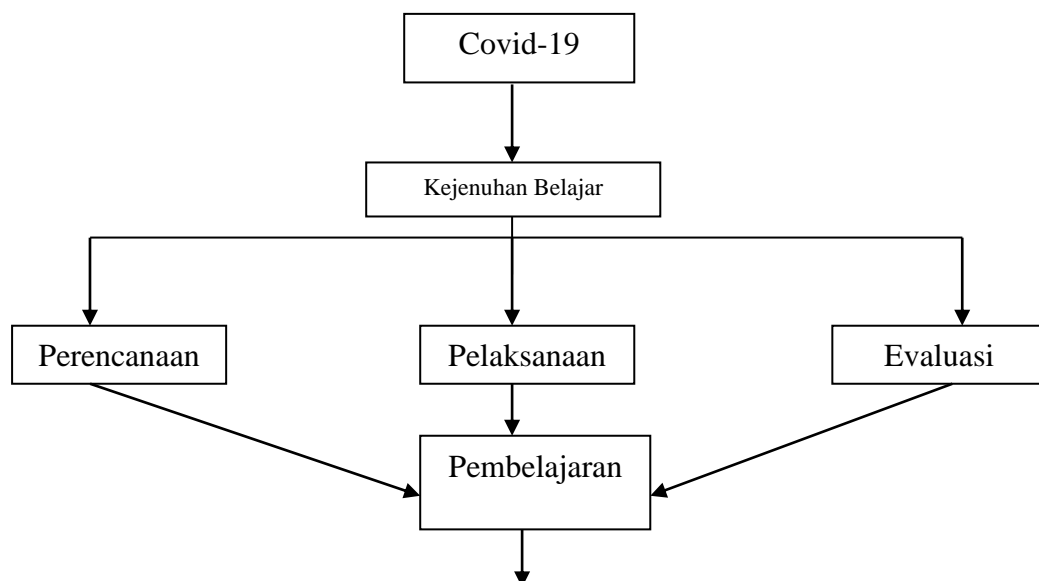 Covid-19
Kejenuhan Belajar
Perencanaan
Pelaksanaan
Evaluasi
Pembelajaran